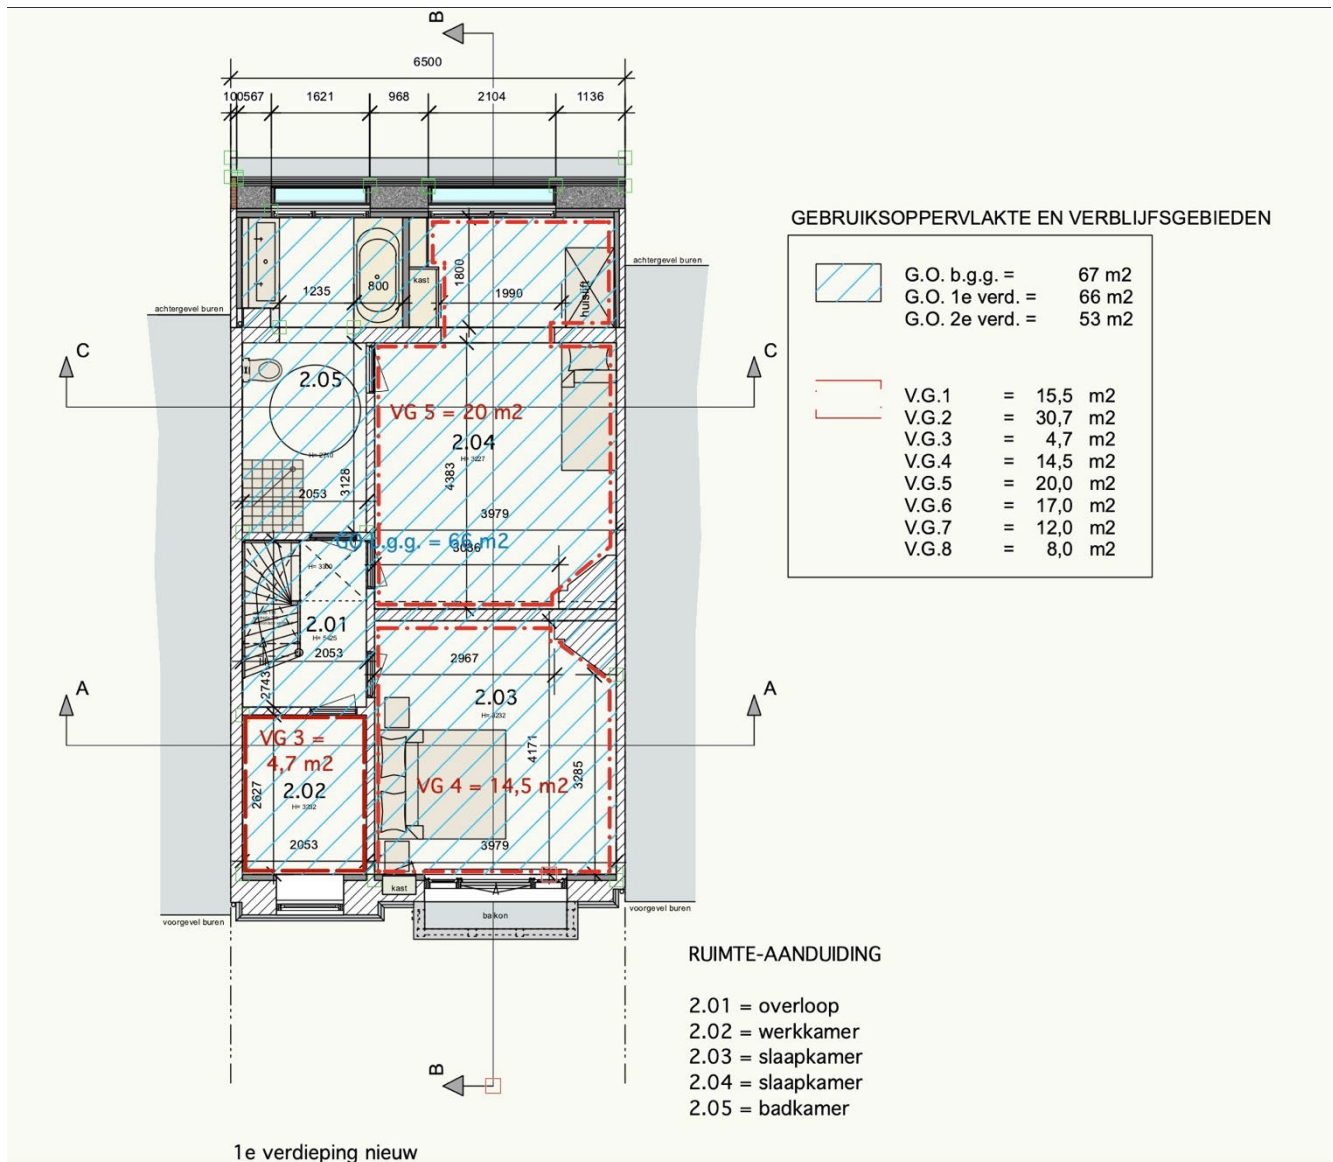 B
6500
100567 1621 968 2104 1136
GEBRUIKSOPPERVLAKTE EN VERBLIJFSGEBIEDEN
G.O. b.g.g. = 67 m2
G.O. 1e verd. = 66 m2
G.O. 2e verd. = 53 m2
V.G.1 = 15,5 m2
V.G.2 = 30,7 m2
V.G.3 = 4,7 m2
V.G.4 = 14,5 m2
V.G.5 = 20,0 m2
V.G.6 = 17,0 m2
V.G.7 = 12,0 m2
V.G.8 = 8,0 m2
achtergevel buren
achtergevel buren
1235
800
kast
1800
1990
huislift
C
C
2.05
VG 5 = 20 m2
2.04
H= 3227
4383
3128
2053
3979
GO b.g.g. = 66 m2
3036
H= 3300
2.01
H= 3425
2053
2743
2967
2.03
H= 3232
A
A
VG 3 =
4,7 m2
2.02
2627
2053
4171
3285
VG 4 = 14,5 m2
3979
kast
balkon
voorgevel buren
voorgevel buren
RUIMTE-AANDUIDING
2.01 = overloop
2.02 = werkkamer
2.03 = slaapkamer
2.04 = slaapkamer
2.05 = badkamer
B
1e verdieping nieuw